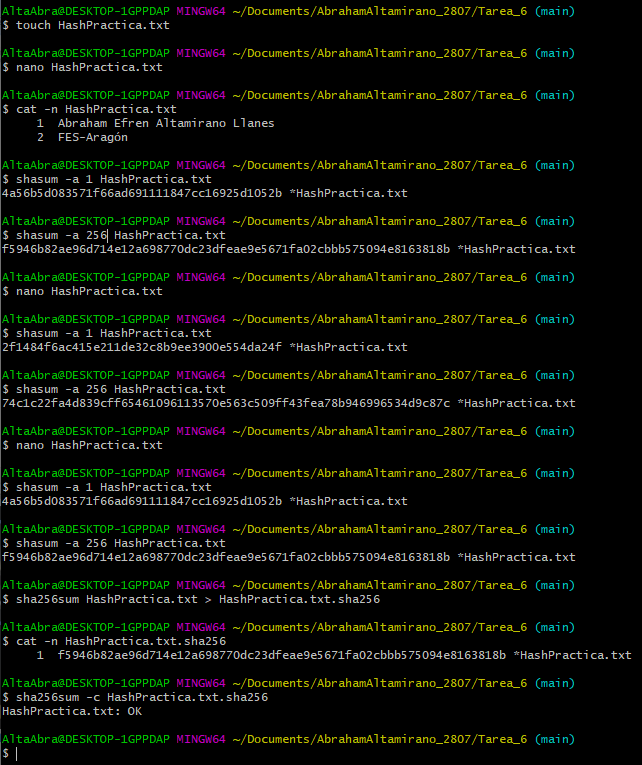 AltaAbra@DESKTOP-1GPPDAP MINGW64 ~/Documents/AbrahamAltamirano_2807/Tarea_6 (main)
$ touch HashPractica.txt
AltaAbra@DESKTOP-1GPPDAP MINGW64 ~/Documents/AbrahamAltamirano_2807/Tarea_6 (main)
$ nano HashPractica.txt
AltaAbra@DESKTOP-1GPPDAP MINGW64 ~/Documents/AbrahamAltamirano_2807/Tarea_6 (main)
$ cat -n HashPractica.txt
1 Abraham Efren Altamirano Llanes
2 FES-Aragón
AltaAbra@DESKTOP-1GPPDAP MINGW64 ~/Documents/AbrahamAltamirano_2807/Tarea_6 (main)
$ shasum -a 1 HashPractica.txt
4a56b5d083571f66ad691111847cc16925d1052b *HashPractica.txt
AltaAbra@DESKTOP-1GPPDAP MINGW64 ~/Documents/AbrahamAltamirano_2807/Tarea_6 (main)
$ shasum -a 256 HashPractica.txt
f5946b82ae96d714e12a698770dc23dfeae9e5671fa02cbbb575094e8163818b *HashPractica.txt
AltaAbra@DESKTOP-1GPPDAP MINGW64 ~/Documents/AbrahamAltamirano_2807/Tarea_6 (main)
$ nano HashPractica.txt
AltaAbra@DESKTOP-1GPPDAP MINGW64 ~/Documents/AbrahamAltamirano_2807/Tarea_6 (main)
$ shasum -a 1 HashPractica.txt
2f1484f6ac415e211de32c8b9ee3900e554da24f *HashPractica.txt
AltaAbra@DESKTOP-1GPPDAP MINGW64 ~/Documents/AbrahamAltamirano_2807/Tarea_6 (main)
$ shasum -a 256 HashPractica.txt
74c1c22fa4d839cff65461096113570e563c509ff43fea78b946996534d9c87c *HashPractica.txt
AltaAbra@DESKTOP-1GPPDAP MINGW64 ~/Documents/AbrahamAltamirano_2807/Tarea_6 (main)
$ nano HashPractica.txt
AltaAbra@DESKTOP-1GPPDAP MINGW64 ~/Documents/AbrahamAltamirano_2807/Tarea_6 (main)
$ shasum -a 1 HashPractica.txt
4a56b5d083571f66ad691111847cc16925d1052b *HashPractica.txt
AltaAbra@DESKTOP-1GPPDAP MINGW64 ~/Documents/AbrahamAltamirano_2807/Tarea_6 (main)
$ shasum -a 256 HashPractica.txt
f5946b82ae96d714e12a698770dc23dfeae9e5671fa02cbbb575094e8163818b *HashPractica.txt
AltaAbra@DESKTOP-1GPPDAP MINGW64 ~/Documents/AbrahamAltamirano_2807/Tarea_6 (main)
$ sha256sum HashPractica.txt > HashPractica.txt.sha256
AltaAbra@DESKTOP-1GPPDAP MINGW64 ~/Documents/AbrahamAltamirano_2807/Tarea_6 (main)
$ cat -n HashPractica.txt.sha256
1 f5946b82ae96d714e12a698770dc23dfeae9e5671fa02cbbb575094e8163818b *HashPractica.txt
AltaAbra@DESKTOP-1GPPDAP MINGW64 ~/Documents/AbrahamAltamirano_2807/Tarea_6 (main)
$ sha256sum -c HashPractica.txt.sha256
HashPractica.txt: OK
AltaAbra@DESKTOP-1GPPDAP MINGW64 ~/Documents/AbrahamAltamirano_2807/Tarea_6 (main)
$